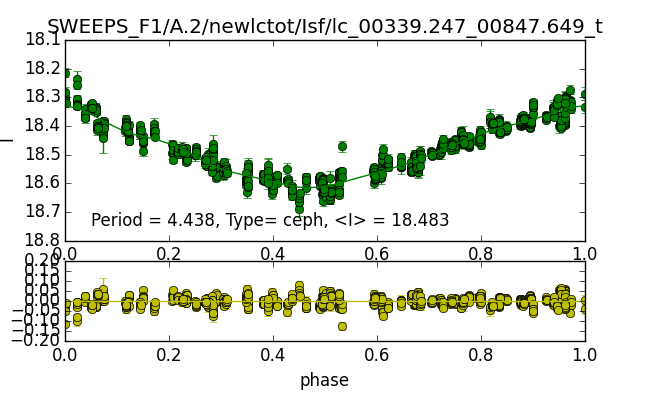 SWEEPS_F1/A.2/newlctot/lsf/lc_00339.247_00847.649_t
18.1
18.2
18.3
18.4
18.5
18.6
18.7
18.8
I
Period = 4.438, Type= ceph, <I> = 18.483
0.0 0.2 0.4 0.6 0.8 1.0
0.20
0.15
0.10
0.05
0.00
−0.05
−0.10
−0.15
−0.20
0.0 0.2 0.4 0.6 0.8 1.0
phase